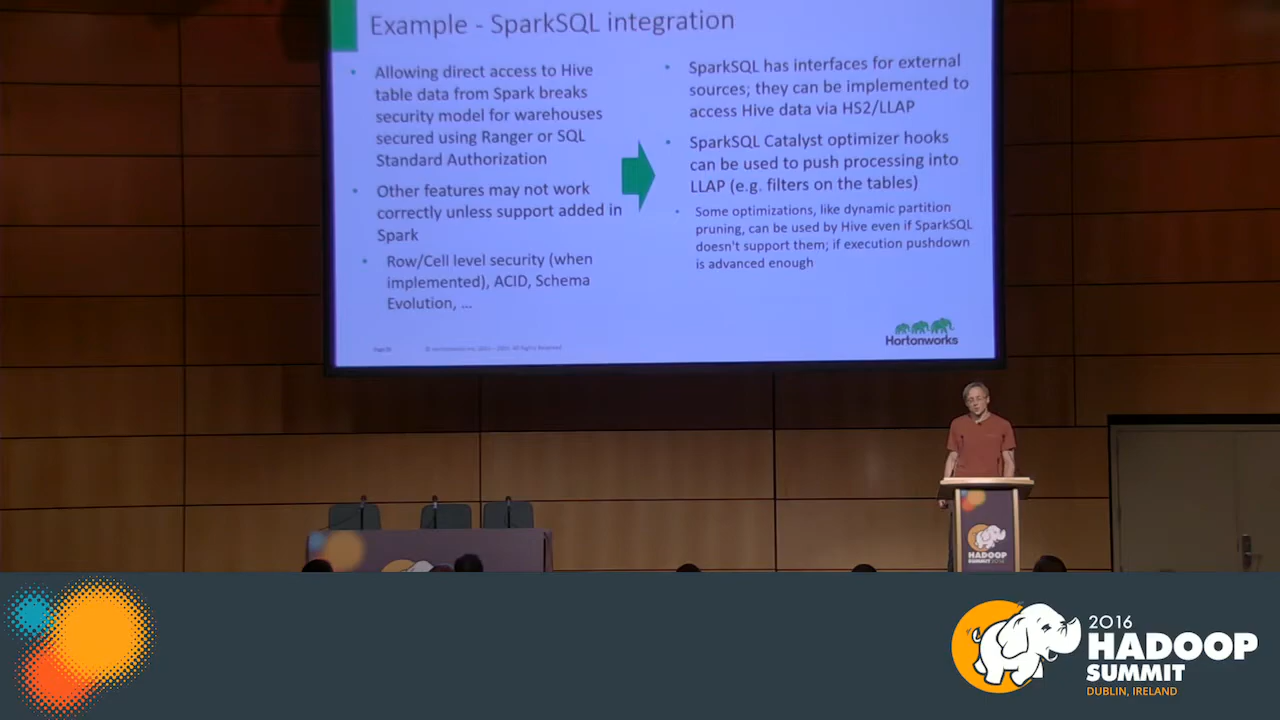 Example - SparkSQL integration
Allowing direct access to Hive
table data from Spark breaks
security model for warehouses
secured using Ranger or SQL
Standard Authorization
Other features may not work
correctly unless support added in
Spark
Row/Cell level security (when
implemented), ACID, Schema
Evolution, ...
SparkSQL has interfaces for external
sources; they can be implemented to
access Hive data via HS2/LLAP
SparkSQL Catalyst optimizer hooks
can be used to push processing into
LLAP (e.g. filters on the tables)
Some optimizations, like dynamic partition
pruning, can be used by Hive even if SparkSQL
doesn't support them; if execution pushdown
is advanced enough
Hortonworks
HADOOP
SUMMIT
2016
HADOOP
SUMMIT
DUBLIN, IRELAND